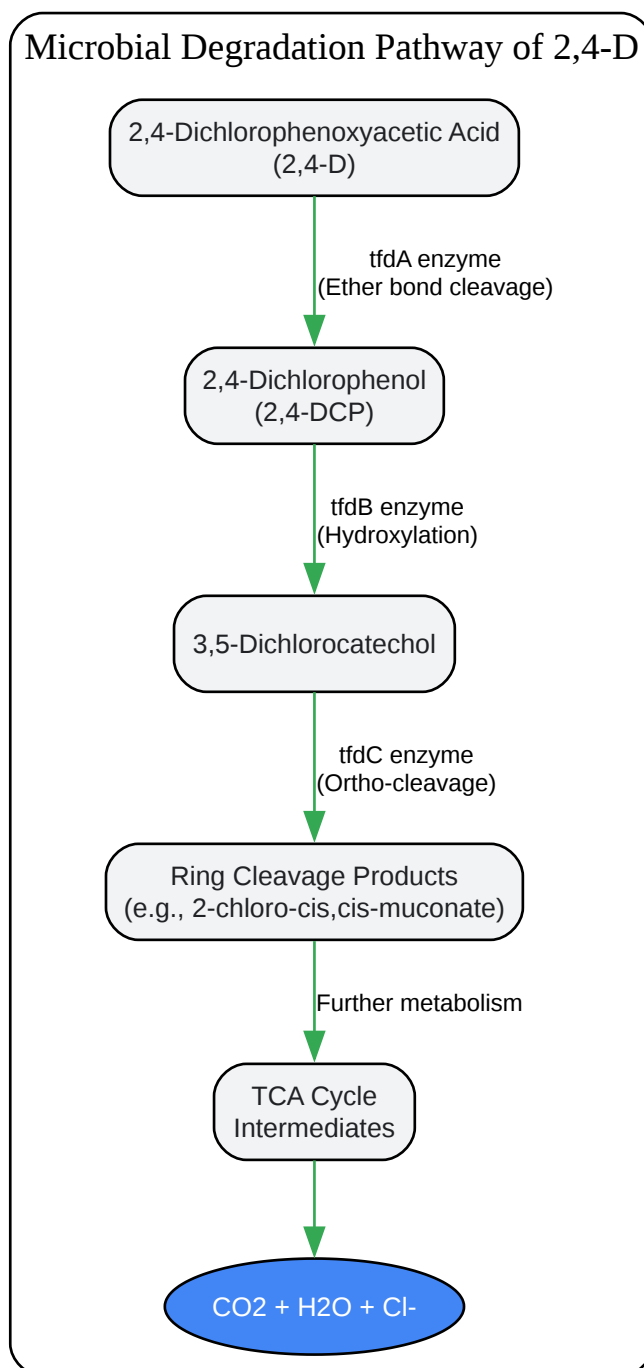 Microbial Degradation Pathway of 2,4-D
2,4-Dichlorophenoxyacetic Acid
(2,4-D)
tfdA enzyme
(Ether bond cleavage)
2,4-Dichlorophenol
(2,4-DCP)
tfdB enzyme
(Hydroxylation)
3,5-Dichlorocatechol
tfdC enzyme
(Ortho-cleavage)
Ring Cleavage Products
(e.g., 2-chloro-cis,cis-muconate)
Further metabolism
TCA Cycle
Intermediates
CO2 + H2O + Cl-